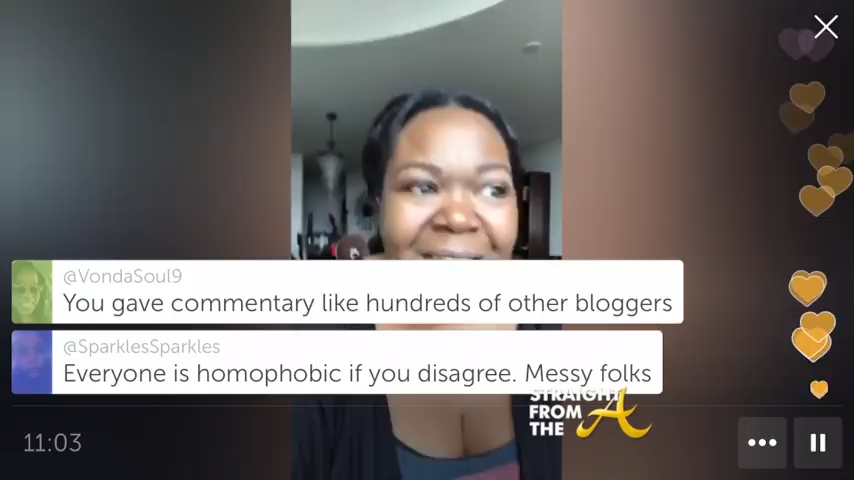 @VondaSoul9
You gave commentary like hundreds of other bloggers
@SparklesSparkles
Everyone is homophobic if you disagree. Messy folks
STRAIGHT
FROM
THE A
11:03